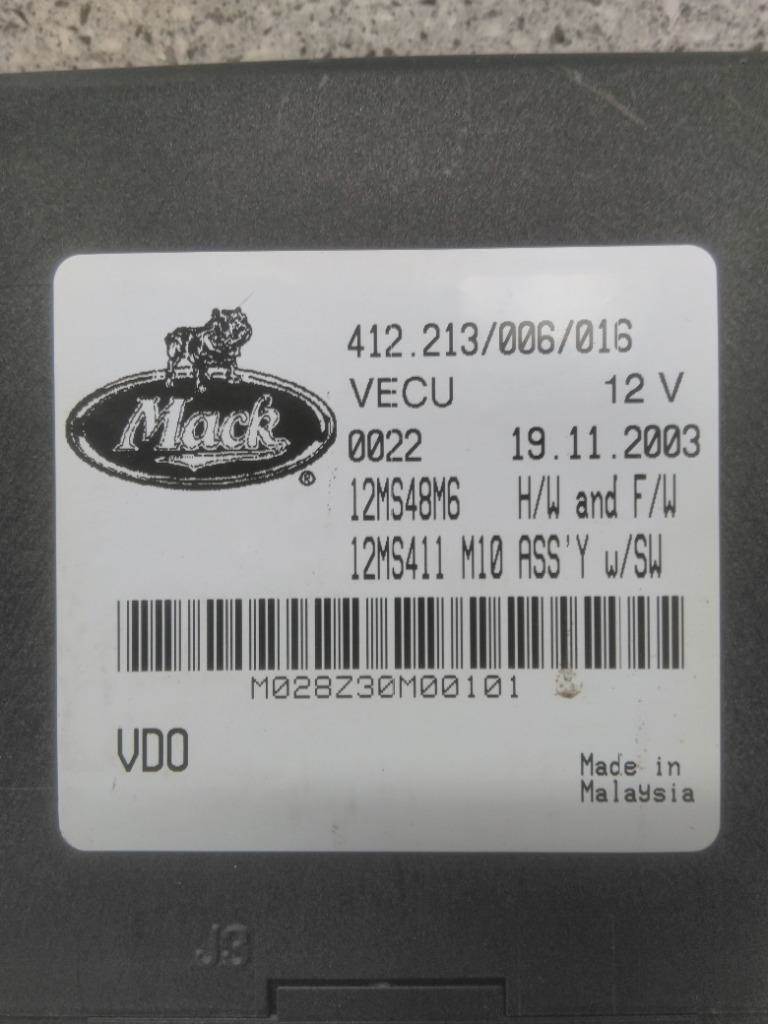 Mack
®
412.213/006/016
VECU 12 V
0022 19.11.2003
12MS48M6 H/W and F/W
12MS411 M10 ASS'Y w/SW
M028Z30M00101
VDO
Made in
Malaysia
J3